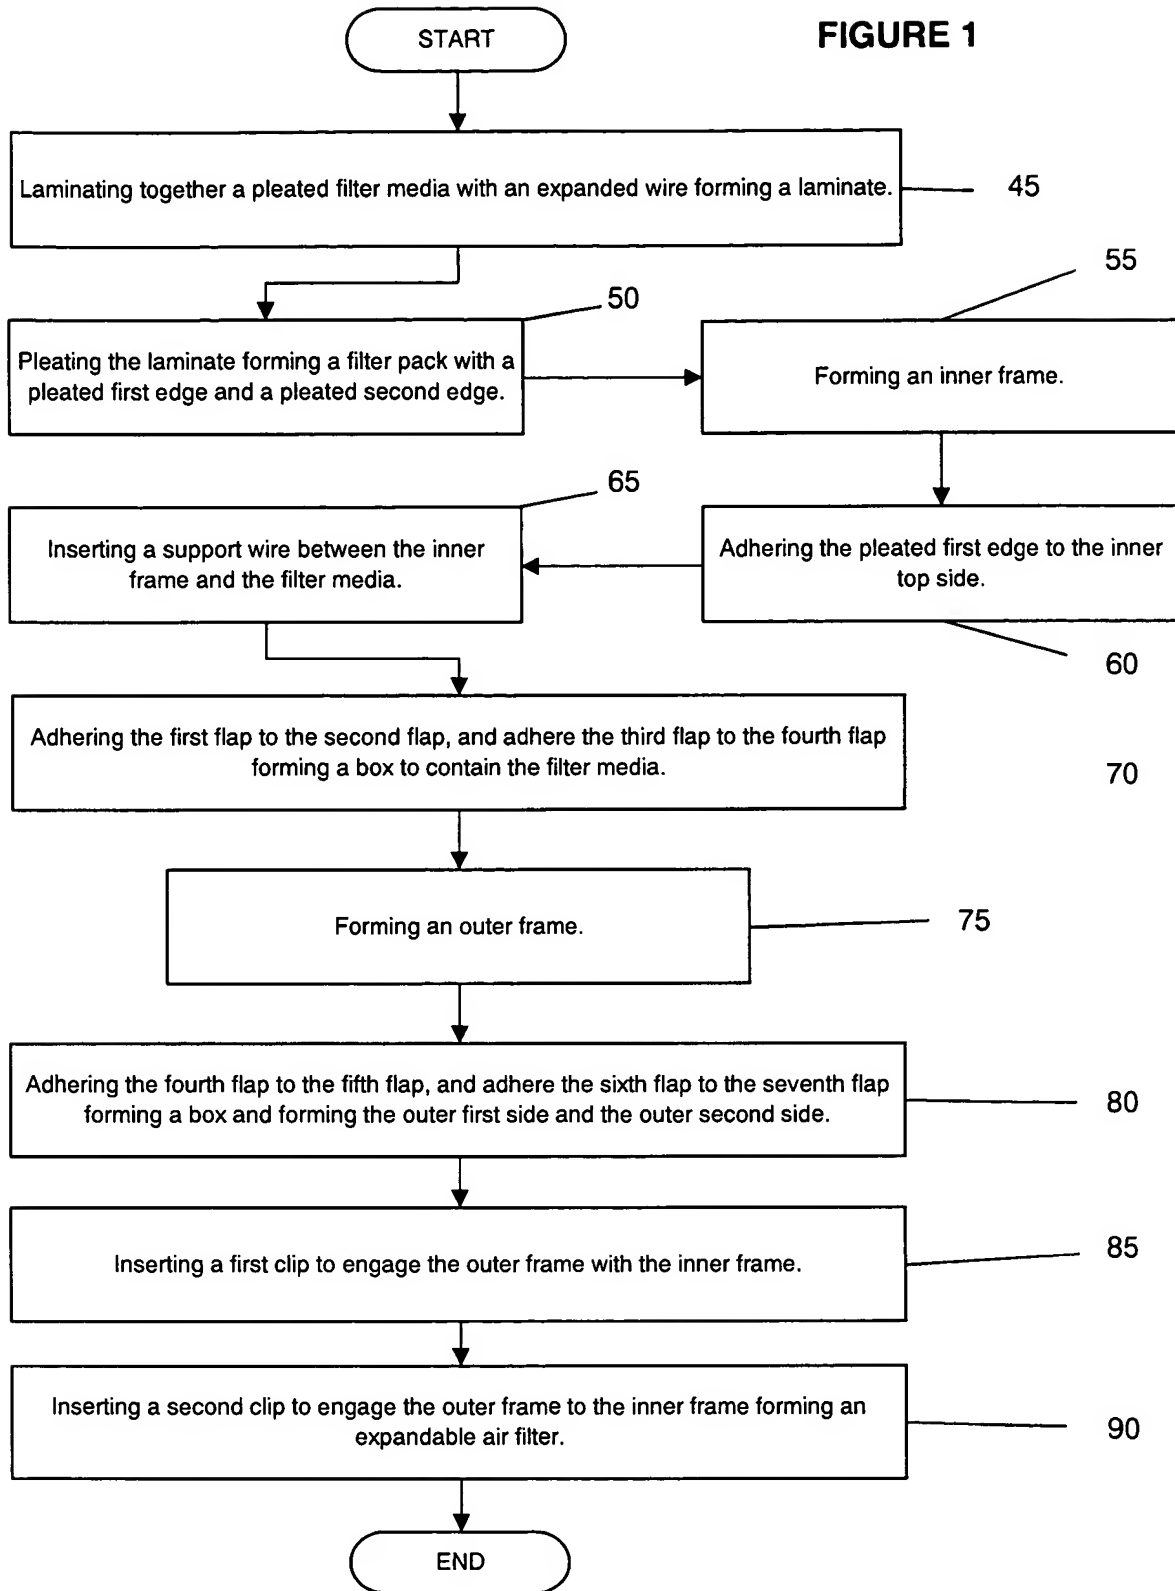 START
FIGURE 1
Laminating together a pleated filter media with an expanded wire forming a laminate.
45
55
50
Pleating the laminate forming a filter pack with a
pleated first edge and a pleated second edge.
Forming an inner frame.
65
Inserting a support wire between the inner
frame and the filter media.
Adhering the pleated first edge to the inner
top side.
60
Adhering the first flap to the second flap, and adhere the third flap to the fourth flap
forming a box to contain the filter media.
70
Forming an outer frame.
75
Adhering the fourth flap to the fifth flap, and adhere the sixth flap to the seventh flap
forming a box and forming the outer first side and the outer second side.
80
Inserting a first clip to engage the outer frame with the inner frame.
85
Inserting a second clip to engage the outer frame to the inner frame forming an
expandable air filter.
90
END